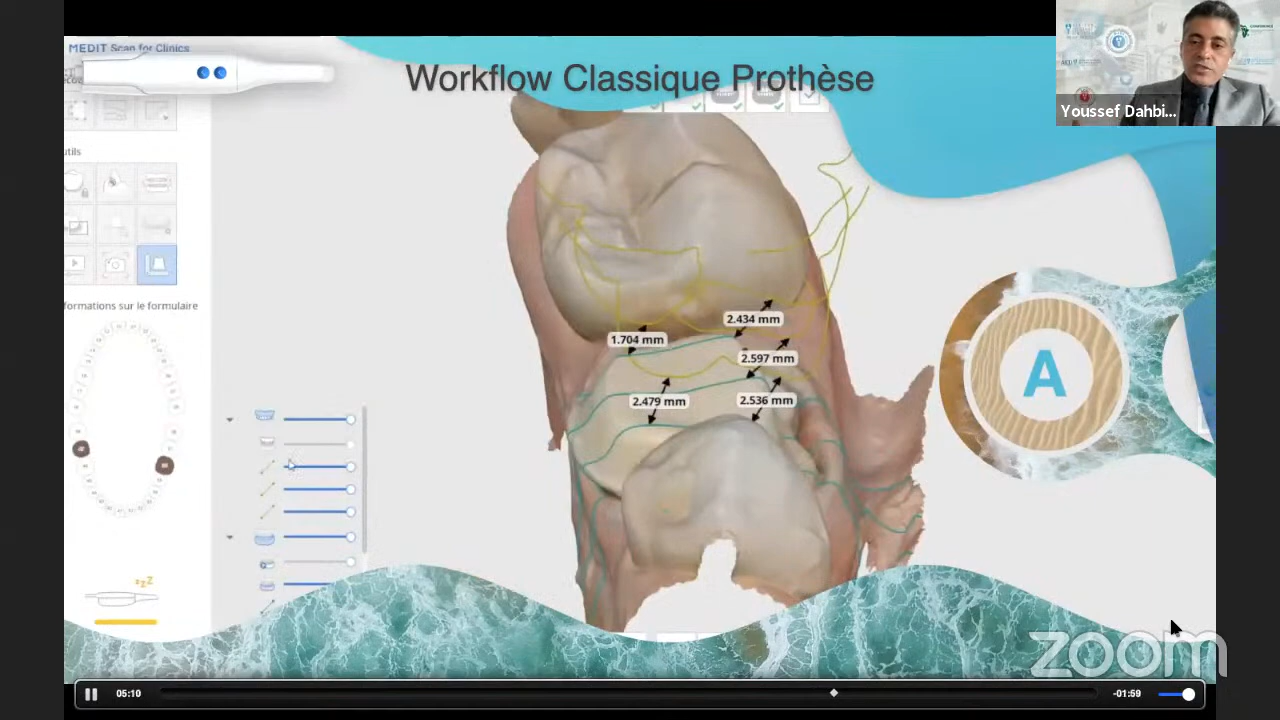 MEDIT Scan for Clinics
Workflow Classique Prothèse
Youssef Dahbi...
utils
formations sur le formulaire
2.434 mm
1.704 mm
2.597 mm
2.479 mm
2.536 mm
A
zzZ
zoom
05:10
-01:59